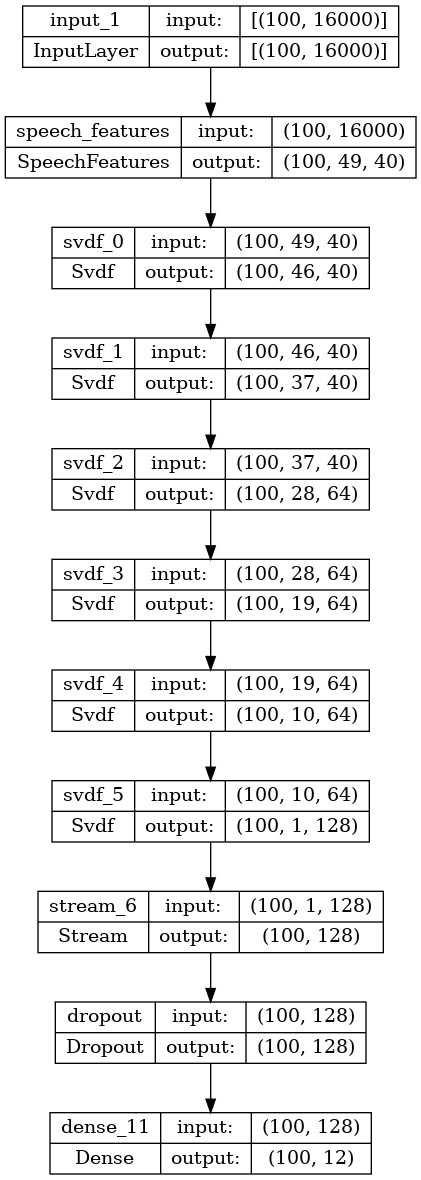 input_1 input: [(100, 16000)]
InputLayer output: [(100, 16000)]
speech_features input: (100, 16000)
SpeechFeatures output: (100, 49, 40)
svdf_0 input: (100, 49, 40)
Svdf output: (100, 46, 40)
svdf_1 input: (100, 46, 40)
Svdf output: (100, 37, 40)
svdf_2 input: (100, 37, 40)
Svdf output: (100, 28, 64)
svdf_3 input: (100, 28, 64)
Svdf output: (100, 19, 64)
svdf_4 input: (100, 19, 64)
Svdf output: (100, 10, 64)
svdf_5 input: (100, 10, 64)
Svdf output: (100, 1, 128)
stream_6 input: (100, 1, 128)
Stream output: (100, 128)
dropout input: (100, 128)
Dropout output: (100, 128)
dense_11 input: (100, 128)
Dense output: (100, 12)